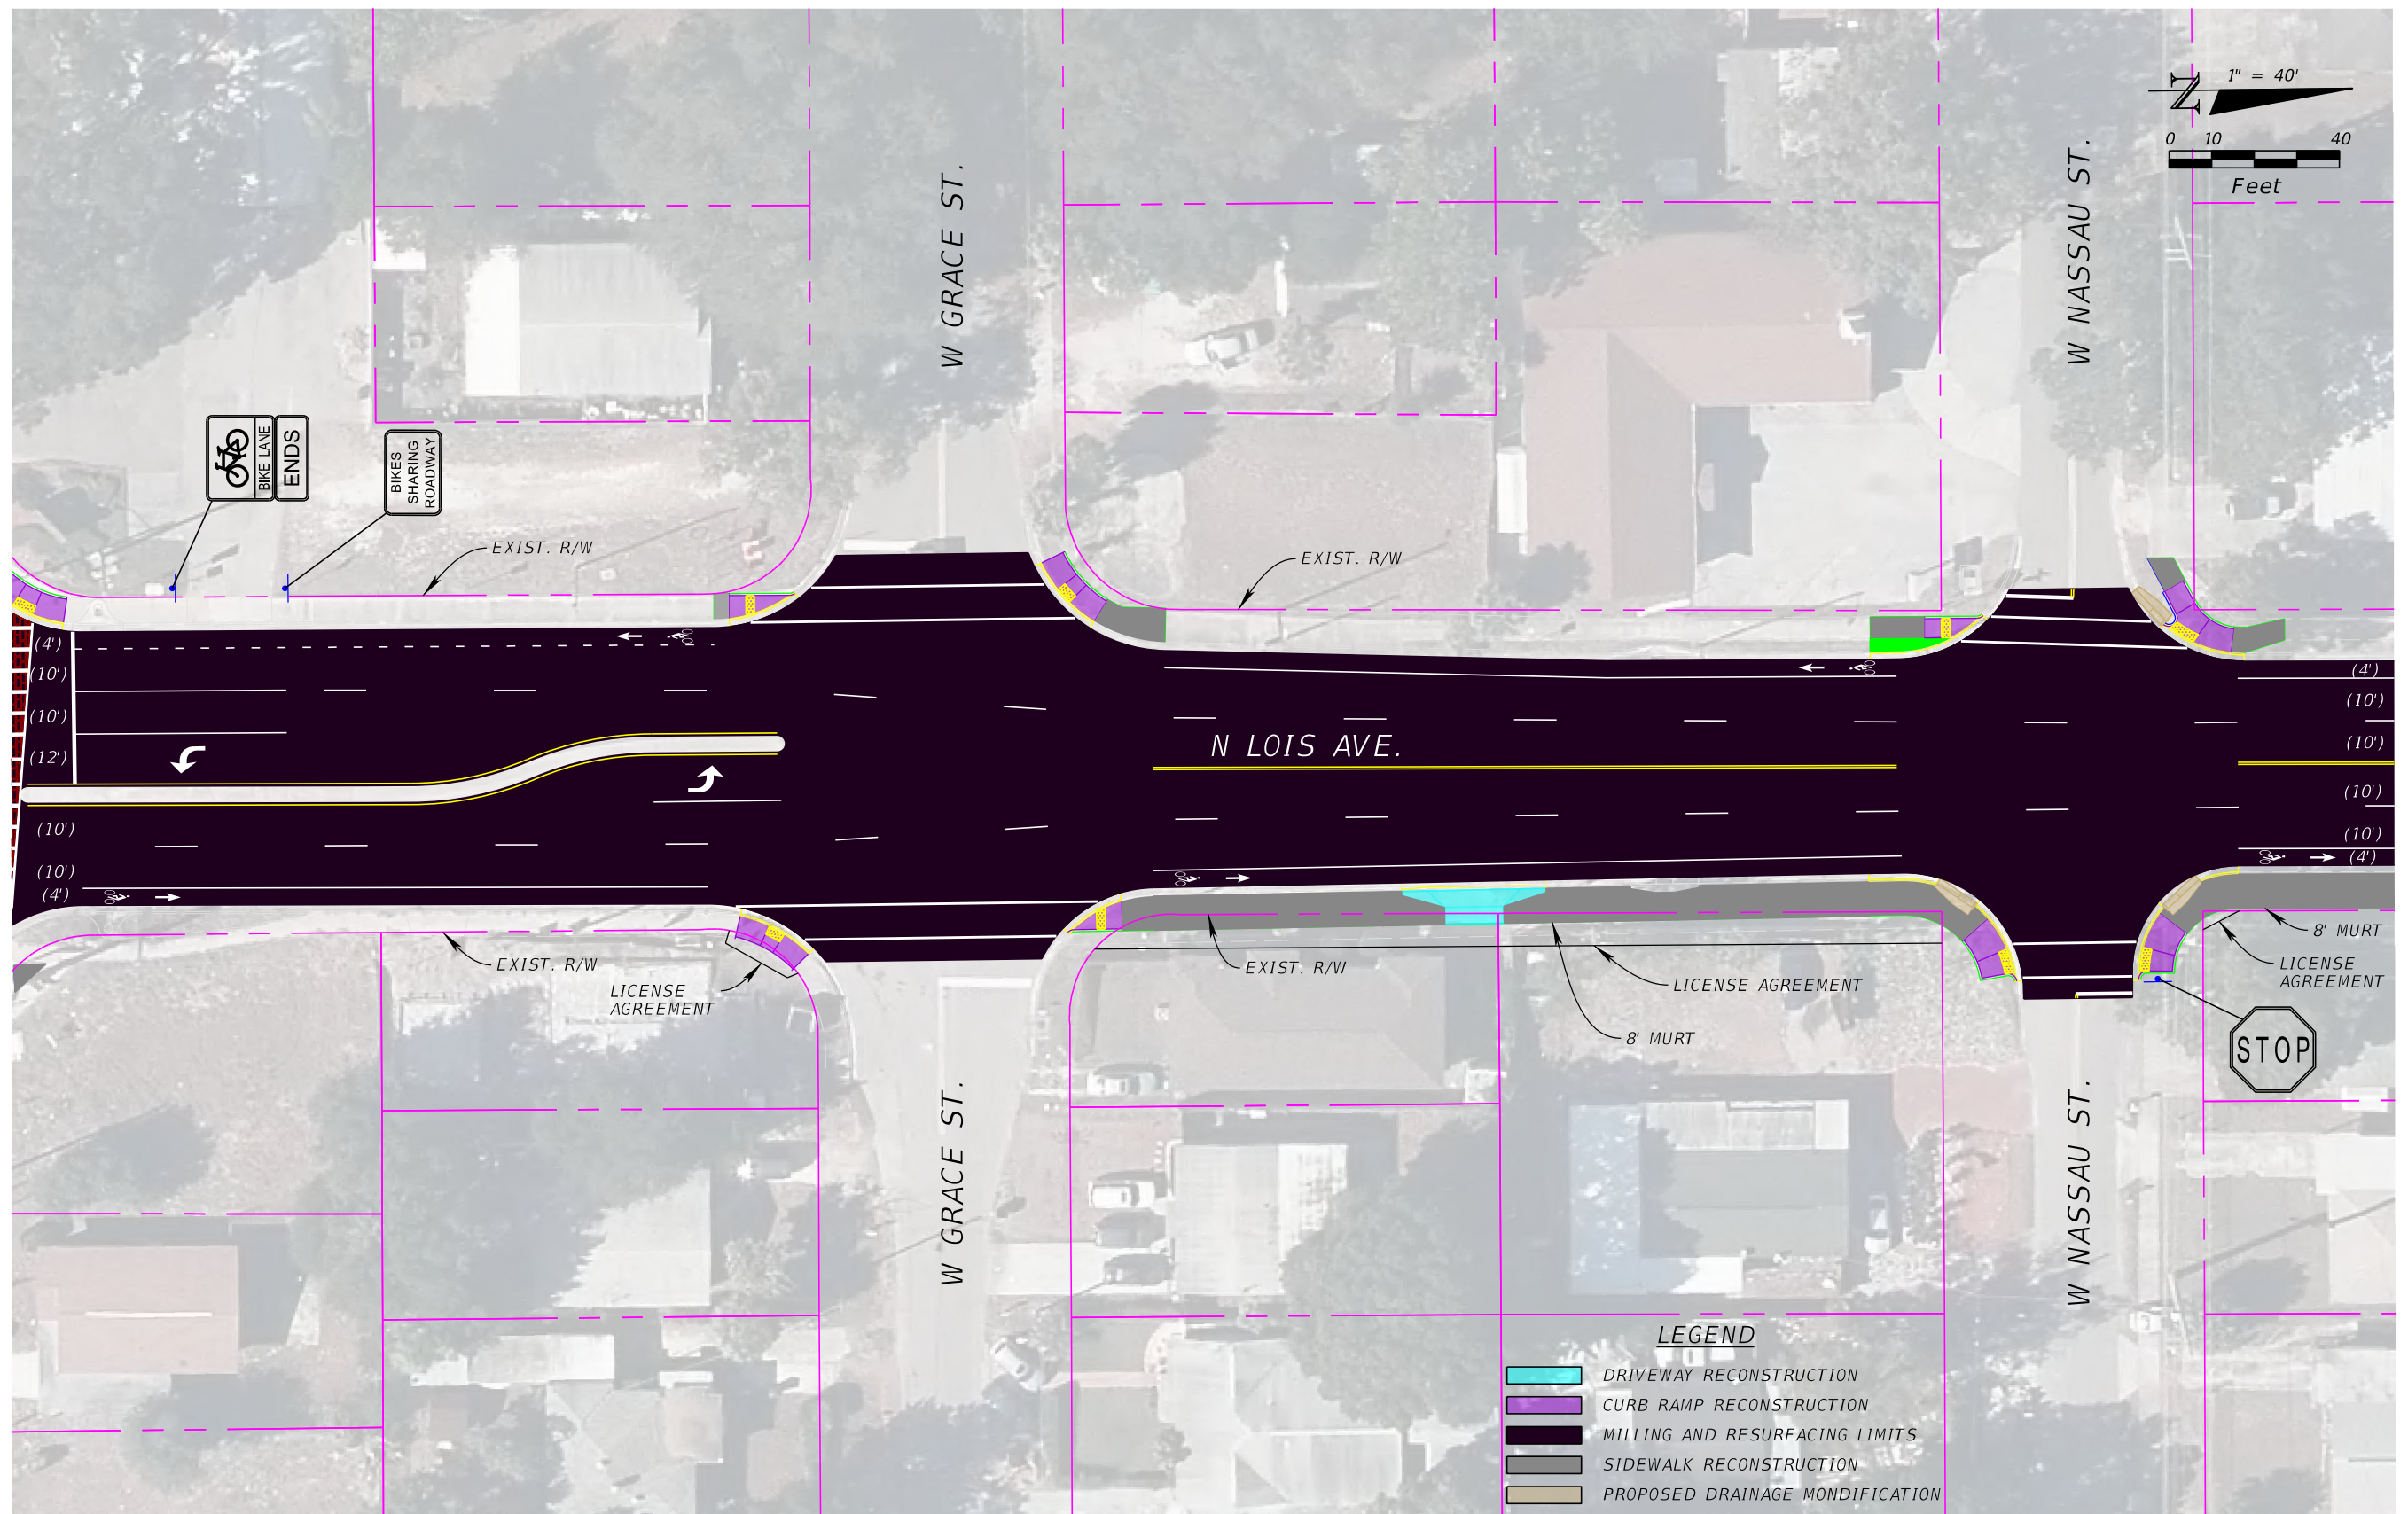 1" = 40'
N
0 10 40
Feet
W GRACE ST.
W NASSAU ST.
BIKE LANE
ENDS
BIKES
SHARING
ROADWAY
EXIST. R/W
EXIST. R/W
(4')
(10')
(10')
(12')
(10')
(10')
(4')
N LOIS AVE.
(4')
(10')
(10')
(10')
(10')
(4')
EXIST. R/W
LICENSE
AGREEMENT
EXIST. R/W
LICENSE AGREEMENT
8' MURT
8' MURT
LICENSE
AGREEMENT
STOP
W GRACE ST.
W NASSAU ST.
LEGEND
DRIVEWAY RECONSTRUCTION
CURB RAMP RECONSTRUCTION
MILLING AND RESURFACING LIMITS
SIDEWALK RECONSTRUCTION
PROPOSED DRAINAGE MONDIFICATION